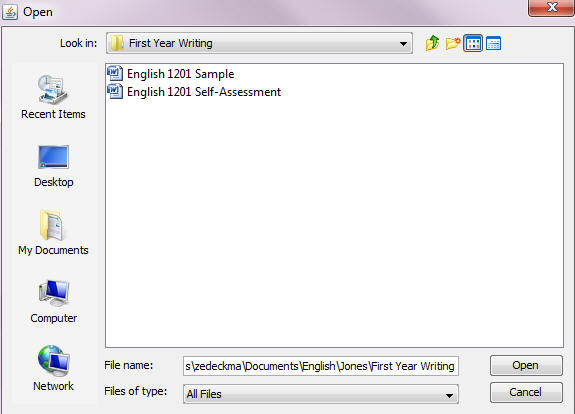 Open
Look in: First Year Writing
English 1201 Sample
English 1201 Self-Assessment
Recent Items
Desktop
My Documents
Computer
Network
File name: s\zedeckma\Documents\English\Jones\First Year Writing Open
Files of type: All Files Cancel